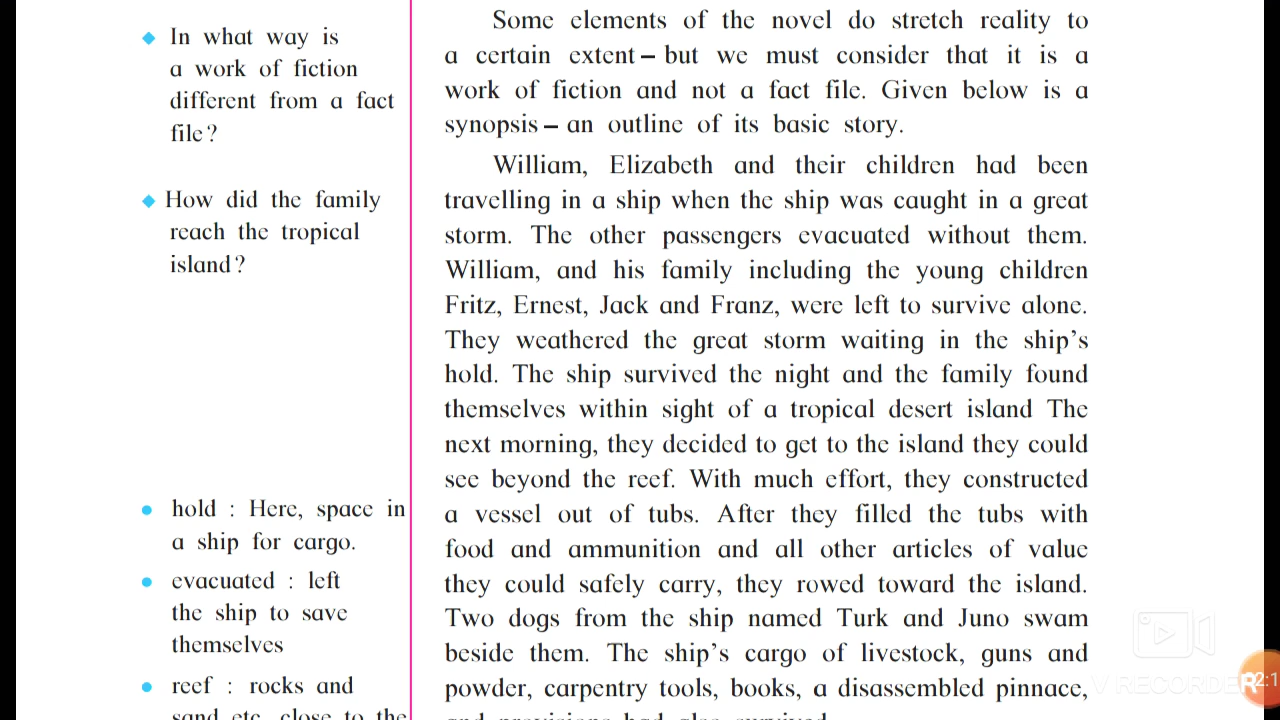 In what way is
a work of fiction
different from a fact
file?
How did the family
reach the tropical
island?
hold : Here, space in
a ship for cargo.
evacuated : left
the ship to save
themselves
reef : rocks and
sand etc. close to the
Some elements of the novel do stretch reality to
a certain extent – but we must consider that it is a
work of fiction and not a fact file. Given below is a
synopsis – an outline of its basic story.
William, Elizabeth and their children had been
travelling in a ship when the ship was caught in a great
storm. The other passengers evacuated without them.
William, and his family including the young children
Fritz, Ernest, Jack and Franz, were left to survive alone.
They weathered the great storm waiting in the ship's
hold. The ship survived the night and the family found
themselves within sight of a tropical desert island The
next morning, they decided to get to the island they could
see beyond the reef. With much effort, they constructed
a vessel out of tubs. After they filled the tubs with
food and ammunition and all other articles of value
they could safely carry, they rowed toward the island.
Two dogs from the ship named Turk and Juno swam
beside them. The ship's cargo of livestock, guns and
powder, carpentry tools, books, a disassembled pinnace,
and provisions had also survived.
V RECORDER